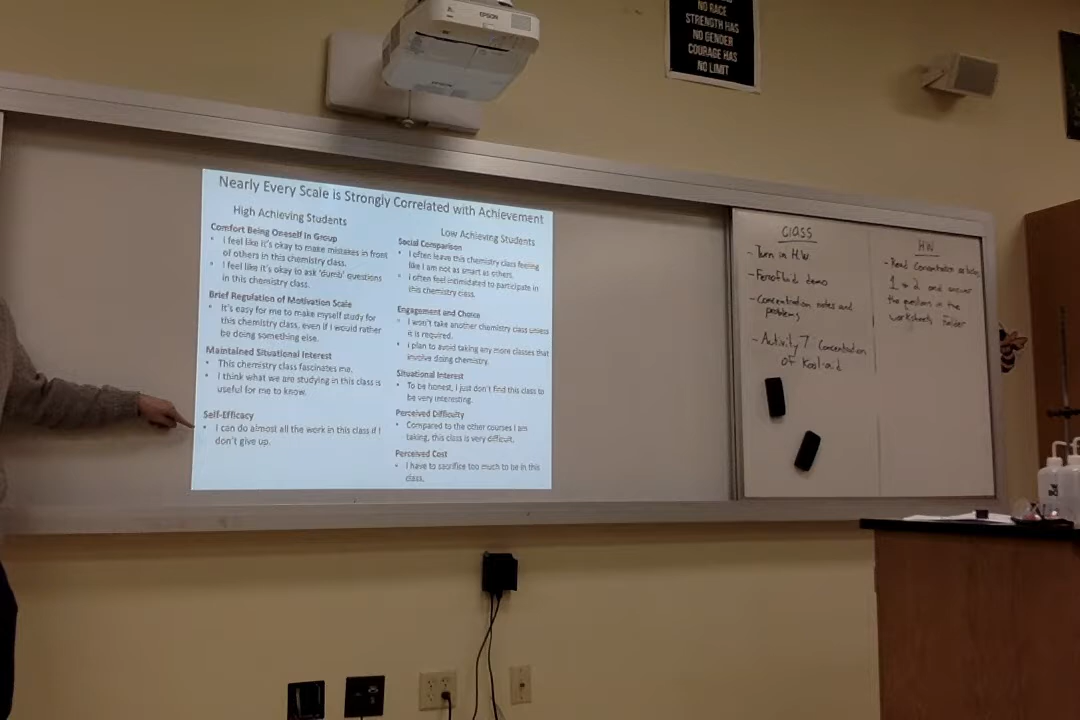 EPSON
NO RACE
STRENGTH HAS
NO GENDER
COURAGE HAS
NO LIMIT
Nearly Every Scale is Strongly Correlated with Achievement
High Achieving Students
Comfort Being Oneself In Group
• I feel like it's okay to make mistakes in front
of others in this chemistry class.
• I feel like it's okay to ask 'dumb' questions
in this chemistry class.
Brief Regulation of Motivation Scale
• It's easy for me to make myself study for
this chemistry class, even if I would rather
be doing something else.
Maintained Situational Interest
• This chemistry class fascinates me.
• I think what we are studying in this class is
useful for me to know.
Self-Efficacy
• I can do almost all the work in this class if I
don't give up.
Low Achieving Students
Social Comparison
• I often leave this chemistry class feeling
like I am not as smart as others.
• I often feel intimidated to participate in
this chemistry class.
Engagement and Choice
• I won't take another chemistry class unless
it is required.
• I plan to avoid taking any more classes that
involve doing chemistry.
Situational Interest
• To be honest, I just don't find this class to
be very interesting.
Perceived Difficulty
• Compared to the other courses I am
taking, this class is very difficult.
Perceived Cost
• I have to sacrifice too much to be in this
class.
CLASS
- Turn in H.W.
- Ferrofluid demo
- Concentration notes and
problems
- Activity 7 Concentration
of Kool-aid
HW
- Read Concentration
1 & 2 and answer
the questions in the
worksheets folder